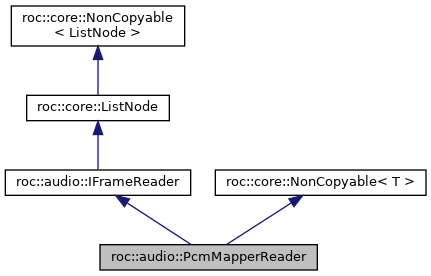 roc::core::NonCopyable
< ListNode >
roc::core::ListNode
roc::audio::IFrameReader
roc::core::NonCopyable< T >
roc::audio::PcmMapperReader